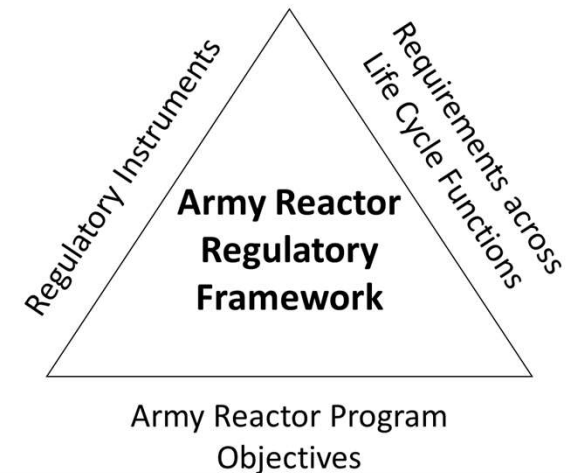 Regulatory Instruments
Requirements across
Life Cycle Functions
Army Reactor
Regulatory
Framework
Army Reactor Program
Objectives